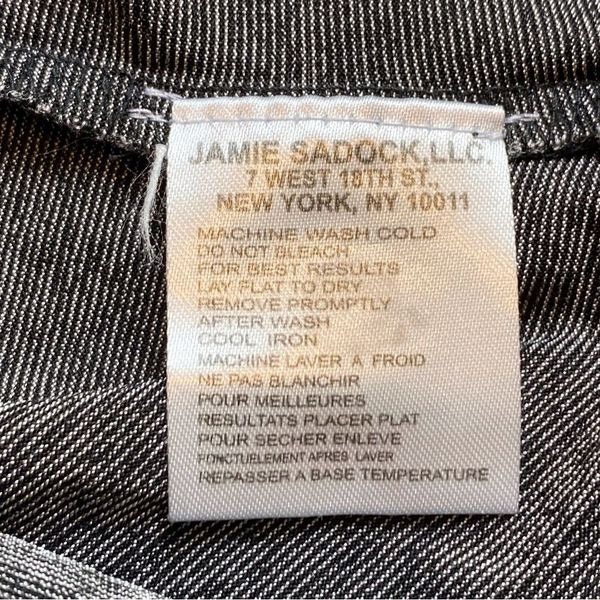 JAMIE SADOCK,LLC.
7 WEST 18TH ST.,
NEW YORK, NY 10011
MACHINE WASH COLD
DO NOT BLEACH
FOR BEST RESULTS
LAY FLAT TO DRY
REMOVE PROMPTLY
AFTER WASH
COOL IRON
MACHINE LAVER A FROID
NE PAS BLANCHIR
POUR MEILLEURES
RESULTATS PLACER PLAT
POUR SECHER ENLEVE
PONCTUELEMENT APRES LAVER
REPASSER A BASE TEMPERATURE